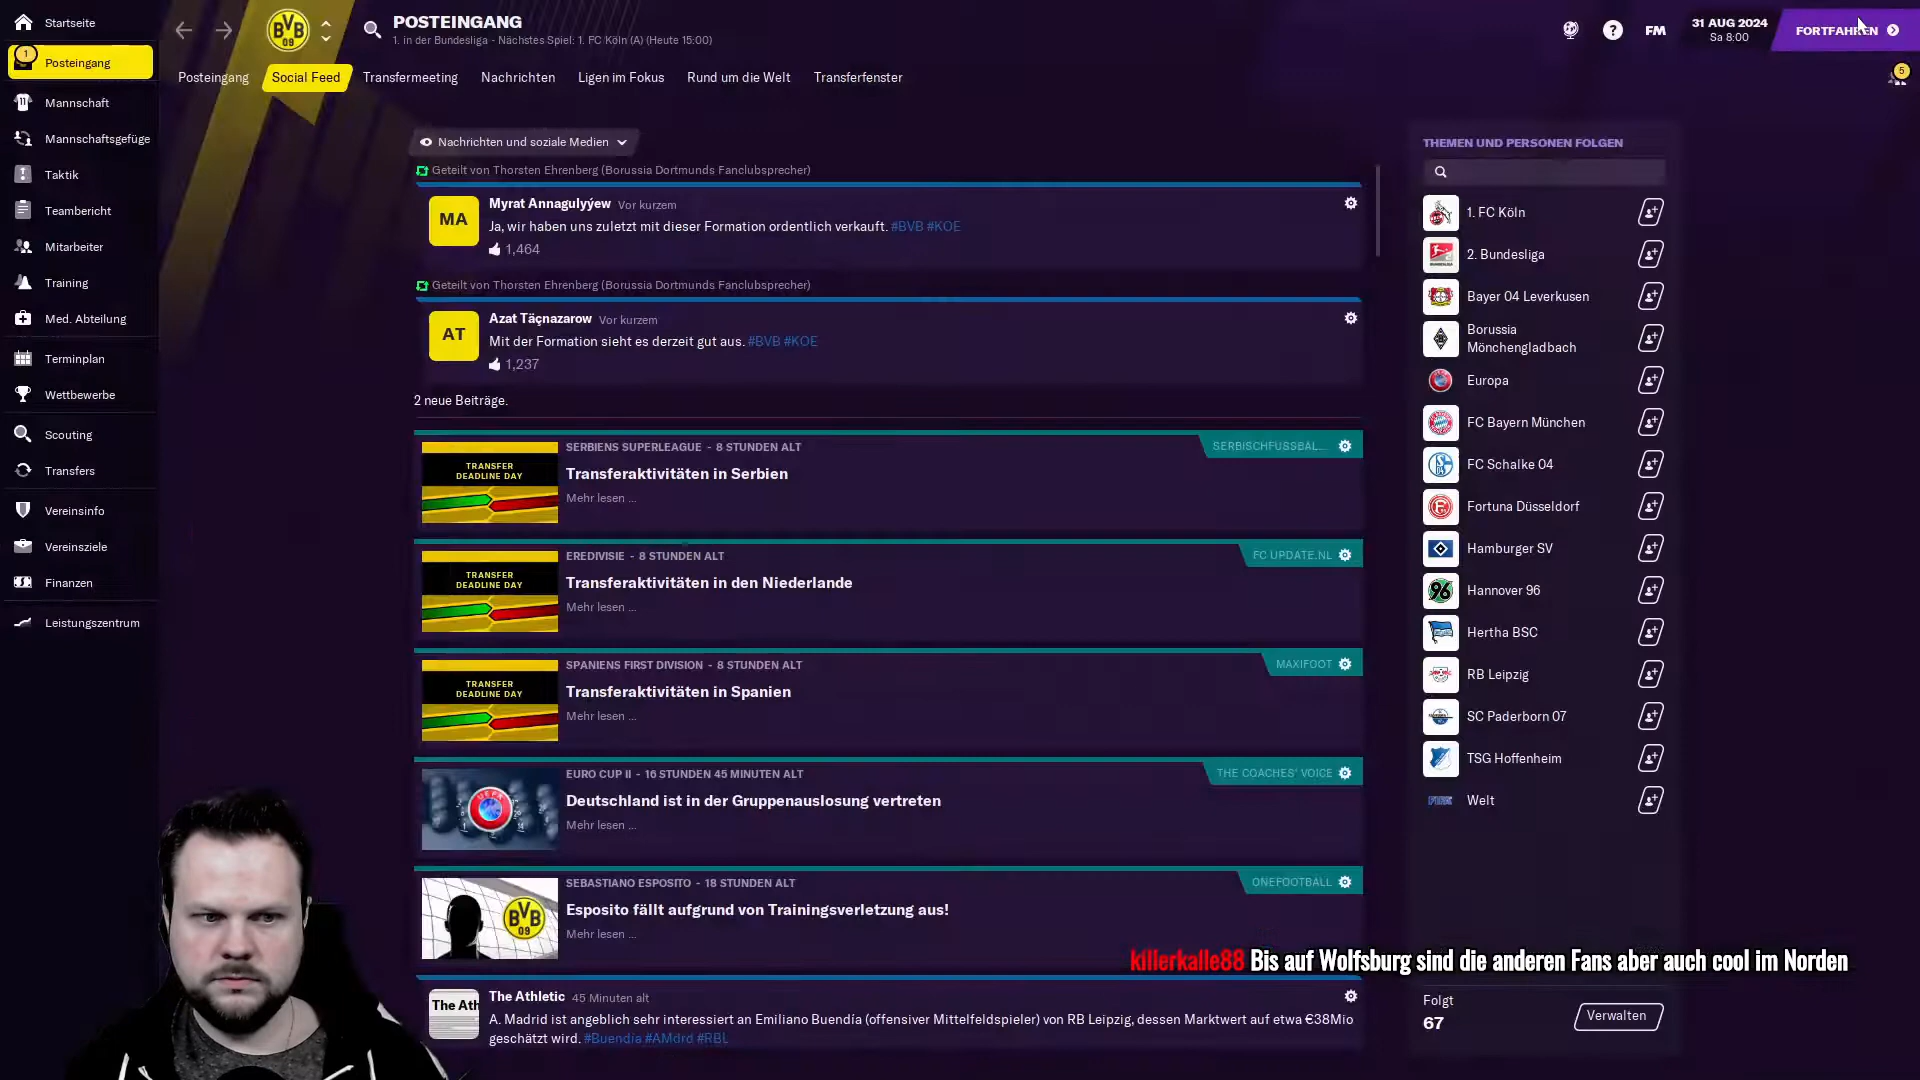 Startseite
1
Posteingang
Mannschaft
Mannschaftsgefüge
Taktik
Teambericht
Mitarbeiter
Training
Med. Abteilung
Terminplan
Wettbewerbe
Scouting
Transfers
Vereinsinfo
Vereinsziele
Finanzen
Leistungszentrum
BVB 09
POSTEINGANG
1. in der Bundesliga - Nächstes Spiel: 1. FC Köln (A) (Heute 15:00)
FM
31 AUG 2024
Sa 8:00
FORTFAHREN
5
Posteingang
Social Feed
Transfermeeting
Nachrichten
Ligen im Fokus
Rund um die Welt
Transferfenster
Nachrichten und soziale Medien
Geteilt von Thorsten Ehrenberg (Borussia Dortmunds Fanclubsprecher)
MA
Myrat Annagulyýew Vor kurzem
Ja, wir haben uns zuletzt mit dieser Formation ordentlich verkauft. #BVB #KOE
1,464
Geteilt von Thorsten Ehrenberg (Borussia Dortmunds Fanclubsprecher)
AT
Azat Täçnazarow Vor kurzem
Mit der Formation sieht es derzeit gut aus. #BVB #KOE
1,237
2 neue Beiträge.
TRANSFER
DEADLINE DAY
SERBIENS SUPERLEAGUE - 8 STUNDEN ALT
SERBISCHFUSSBAL...
Transferaktivitäten in Serbien
Mehr lesen ...
TRANSFER
DEADLINE DAY
EREDIVISIE - 8 STUNDEN ALT
FC UPDATE.NL
Transferaktivitäten in den Niederlande
Mehr lesen ...
TRANSFER
DEADLINE DAY
SPANIENS FIRST DIVISION - 8 STUNDEN ALT
MAXIFOOT
Transferaktivitäten in Spanien
Mehr lesen ...
EURO CUP II - 16 STUNDEN 45 MINUTEN ALT
THE COACHES' VOICE
Deutschland ist in der Gruppenauslosung vertreten
Mehr lesen ...
BVB 09
SEBASTIANO ESPOSITO - 18 STUNDEN ALT
ONEFOOTBALL
Esposito fällt aufgrund von Trainingsverletzung aus!
Mehr lesen ...
The Ath
The Athletic 45 Minuten alt
A. Madrid ist angeblich sehr interessiert an Emiliano Buendía (offensiver Mittelfeldspieler) von RB Leipzig, dessen Marktwert auf etwa €38Mio
geschätzt wird. #Buendia #AMdrd #RBL
THEMEN UND PERSONEN FOLGEN
1. FC Köln
2. Bundesliga
Bayer 04 Leverkusen
Borussia
Mönchengladbach
Europa
FC Bayern München
FC Schalke 04
Fortuna Düsseldorf
Hamburger SV
Hannover 96
Hertha BSC
RB Leipzig
SC Paderborn 07
TSG Hoffenheim
Welt
killerkalle88 Bis auf Wolfsburg sind die anderen Fans aber auch cool im Norden
Folgt
67
Verwalten